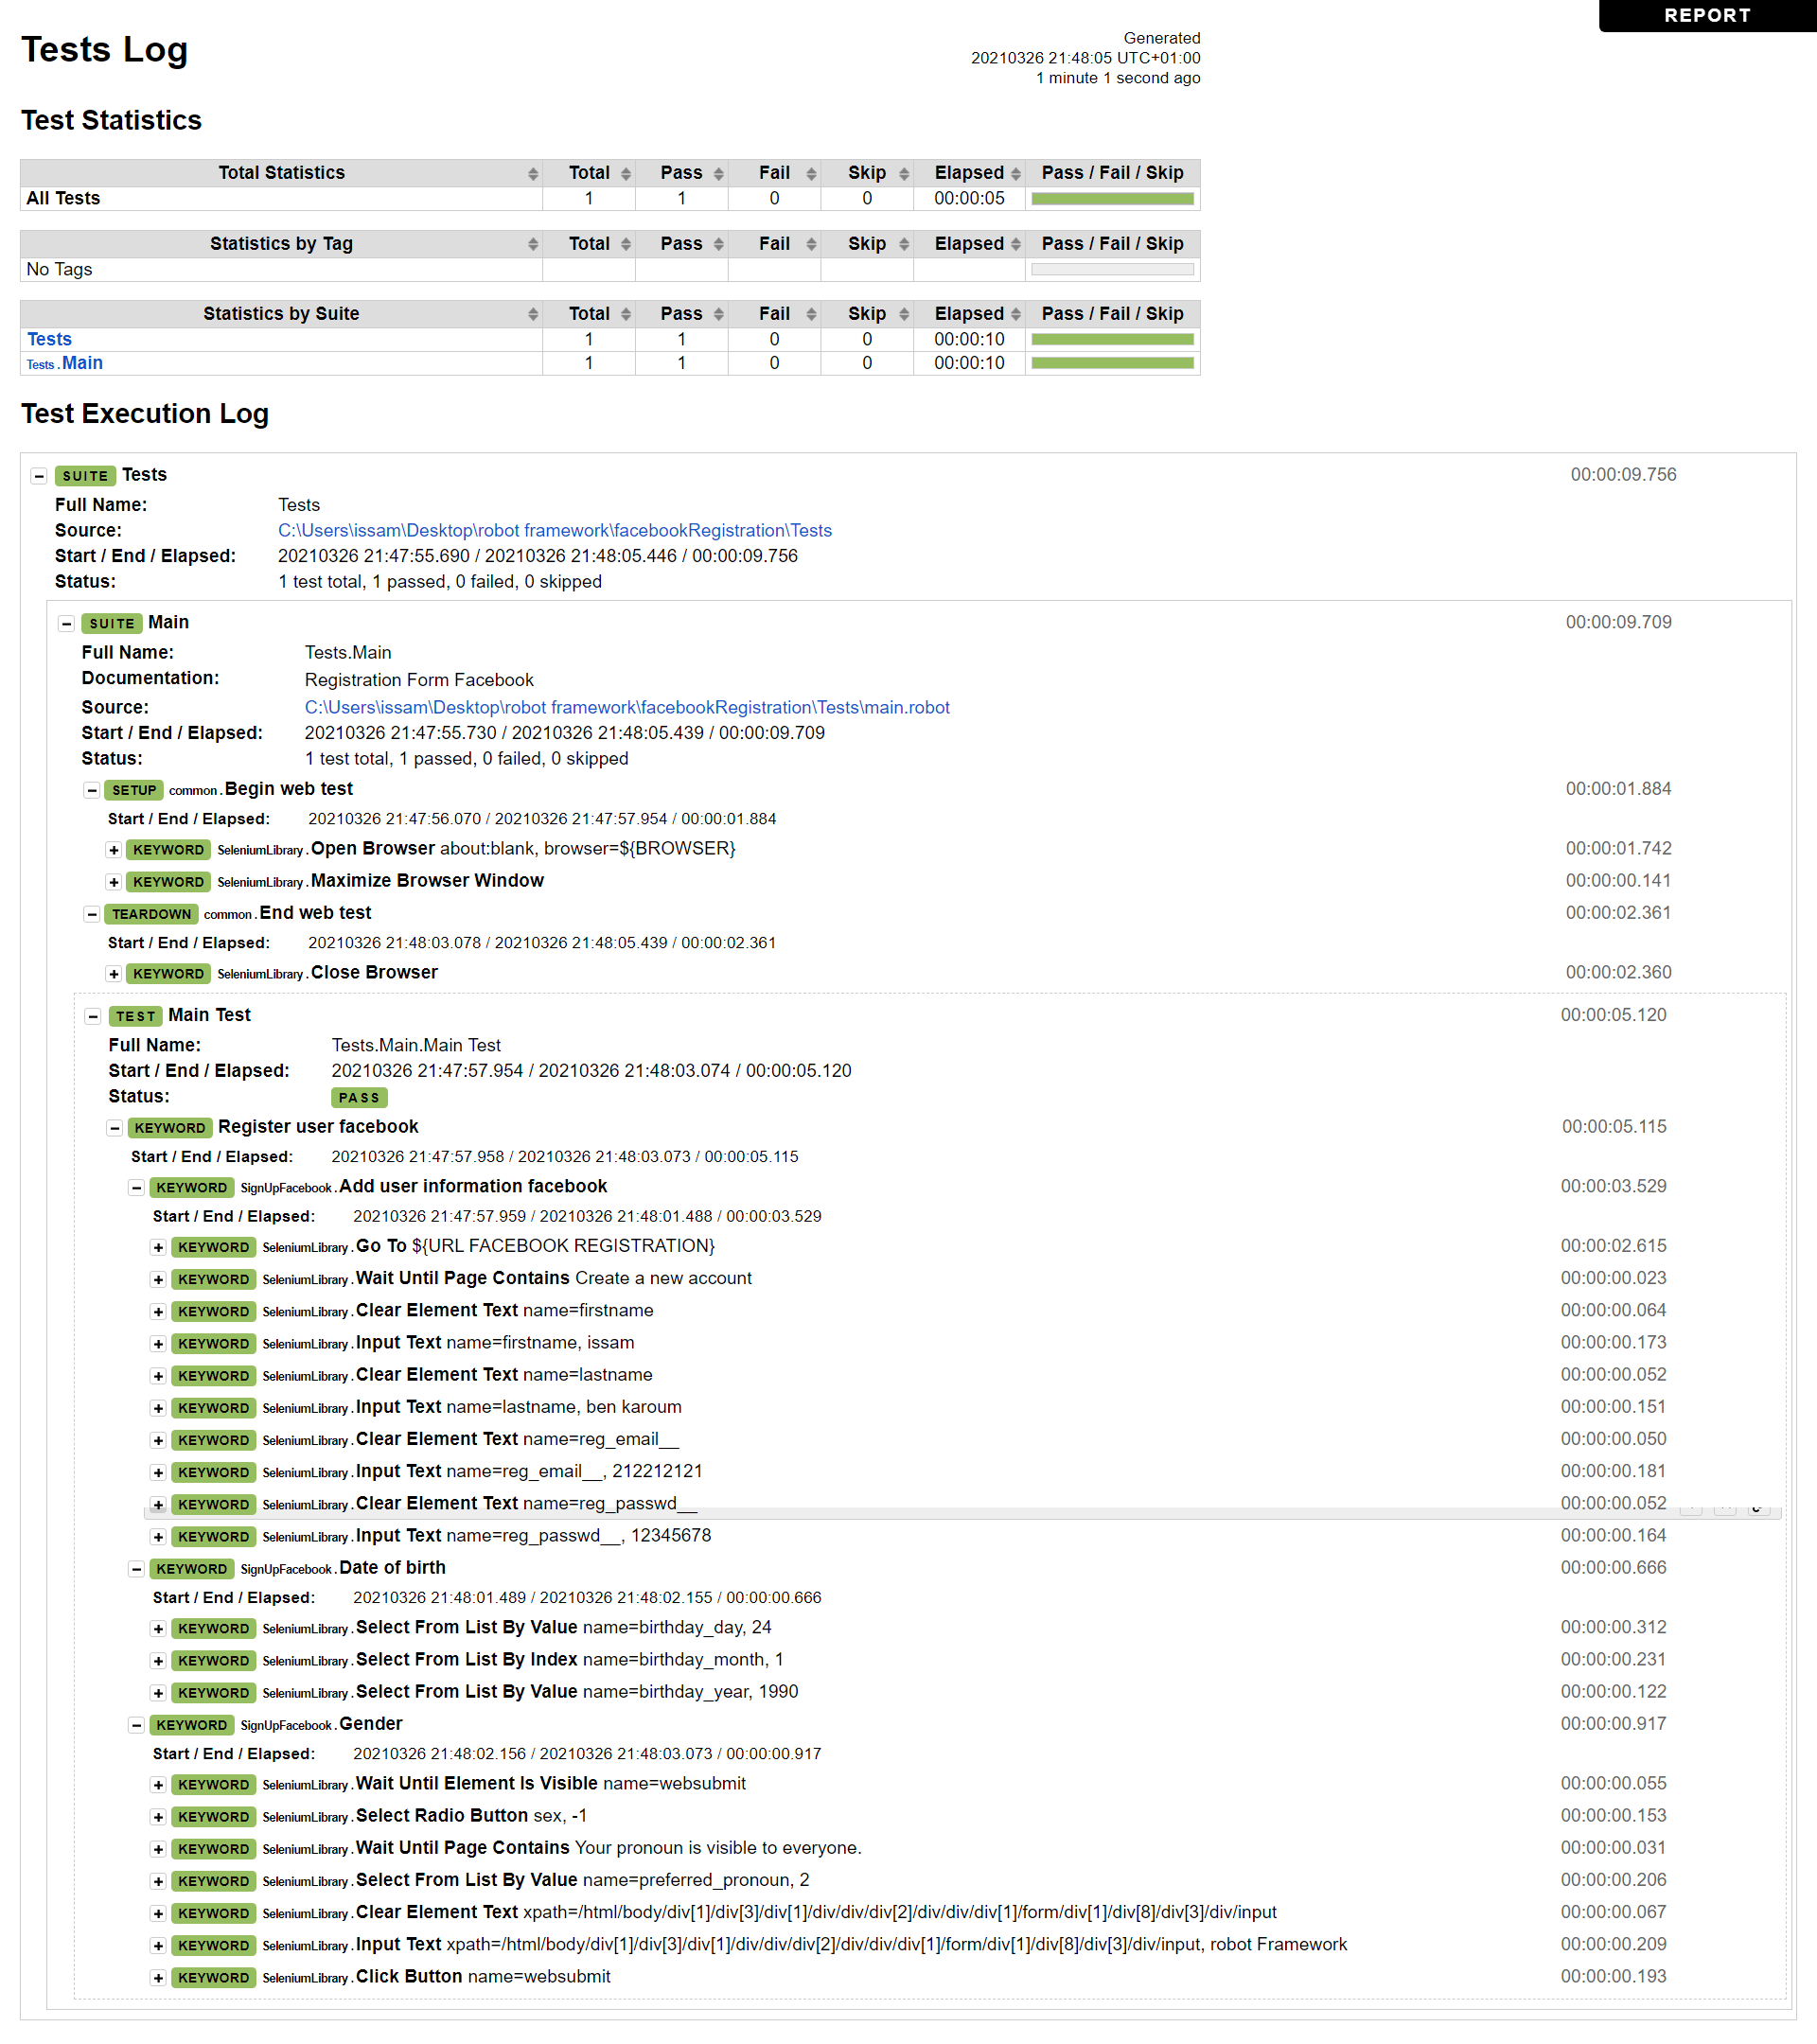 REPORT
Tests Log
Generated
20210326 21:48:05 UTC+01:00
1 minute 1 second ago
Test Statistics
Total Statistics Total Pass Fail Skip Elapsed Pass / Fail / Skip
All Tests 1 1 0 0 00:00:05
Statistics by Tag Total Pass Fail Skip Elapsed Pass / Fail / Skip
No Tags
Statistics by Suite Total Pass Fail Skip Elapsed Pass / Fail / Skip
Tests 1 1 0 0 00:00:10
Tests . Main 1 1 0 0 00:00:10
Test Execution Log
SUITE Tests 00:00:09.756
Full Name: Tests
Source: C:\Users\issam\Desktop\robot framework\facebookRegistration\Tests
Start / End / Elapsed: 20210326 21:47:55.690 / 20210326 21:48:05.446 / 00:00:09.756
Status: 1 test total, 1 passed, 0 failed, 0 skipped
SUITE Main 00:00:09.709
Full Name: Tests.Main
Documentation: Registration Form Facebook
Source: C:\Users\issam\Desktop\robot framework\facebookRegistration\Tests\main.robot
Start / End / Elapsed: 20210326 21:47:55.730 / 20210326 21:48:05.439 / 00:00:09.709
Status: 1 test total, 1 passed, 0 failed, 0 skipped
SETUP common . Begin web test 00:00:01.884
Start / End / Elapsed: 20210326 21:47:56.070 / 20210326 21:47:57.954 / 00:00:01.884
KEYWORD SeleniumLibrary . Open Browser about:blank, browser=${BROWSER} 00:00:01.742
KEYWORD SeleniumLibrary . Maximize Browser Window 00:00:00.141
TEARDOWN common . End web test 00:00:02.361
Start / End / Elapsed: 20210326 21:48:03.078 / 20210326 21:48:05.439 / 00:00:02.361
KEYWORD SeleniumLibrary . Close Browser 00:00:02.360
TEST Main Test 00:00:05.120
Full Name: Tests.Main.Main Test
Start / End / Elapsed: 20210326 21:47:57.954 / 20210326 21:48:03.074 / 00:00:05.120
Status: PASS
KEYWORD Register user facebook 00:00:05.115
Start / End / Elapsed: 20210326 21:47:57.958 / 20210326 21:48:03.073 / 00:00:05.115
KEYWORD SignUpFacebook . Add user information facebook 00:00:03.529
Start / End / Elapsed: 20210326 21:47:57.959 / 20210326 21:48:01.488 / 00:00:03.529
KEYWORD SeleniumLibrary . Go To ${URL FACEBOOK REGISTRATION} 00:00:02.615
KEYWORD SeleniumLibrary . Wait Until Page Contains Create a new account 00:00:00.023
KEYWORD SeleniumLibrary . Clear Element Text name=firstname 00:00:00.064
KEYWORD SeleniumLibrary . Input Text name=firstname, issam 00:00:00.173
KEYWORD SeleniumLibrary . Clear Element Text name=lastname 00:00:00.052
KEYWORD SeleniumLibrary . Input Text name=lastname, ben karoum 00:00:00.151
KEYWORD SeleniumLibrary . Clear Element Text name=reg_email__ 00:00:00.050
KEYWORD SeleniumLibrary . Input Text name=reg_email__, 212212121 00:00:00.181
KEYWORD SeleniumLibrary . Clear Element Text name=reg_passwd__ 00:00:00.052
KEYWORD SeleniumLibrary . Input Text name=reg_passwd__, 12345678 00:00:00.164
KEYWORD SignUpFacebook . Date of birth 00:00:00.666
Start / End / Elapsed: 20210326 21:48:01.489 / 20210326 21:48:02.155 / 00:00:00.666
KEYWORD SeleniumLibrary . Select From List By Value name=birthday_day, 24 00:00:00.312
KEYWORD SeleniumLibrary . Select From List By Index name=birthday_month, 1 00:00:00.231
KEYWORD SeleniumLibrary . Select From List By Value name=birthday_year, 1990 00:00:00.122
KEYWORD SignUpFacebook . Gender 00:00:00.917
Start / End / Elapsed: 20210326 21:48:02.156 / 20210326 21:48:03.073 / 00:00:00.917
KEYWORD SeleniumLibrary . Wait Until Element Is Visible name=websubmit 00:00:00.055
KEYWORD SeleniumLibrary . Select Radio Button sex, -1 00:00:00.153
KEYWORD SeleniumLibrary . Wait Until Page Contains Your pronoun is visible to everyone. 00:00:00.031
KEYWORD SeleniumLibrary . Select From List By Value name=preferred_pronoun, 2 00:00:00.206
KEYWORD SeleniumLibrary . Clear Element Text xpath=/html/body/div[1]/div[3]/div[1]/div/div/div[2]/div/div/div[1]/form/div[1]/div[8]/div[3]/div/input 00:00:00.067
KEYWORD SeleniumLibrary . Input Text xpath=/html/body/div[1]/div[3]/div[1]/div/div/div[2]/div/div/div[1]/form/div[1]/div[8]/div[3]/div/input, robot Framework 00:00:00.209
KEYWORD SeleniumLibrary . Click Button name=websubmit 00:00:00.193